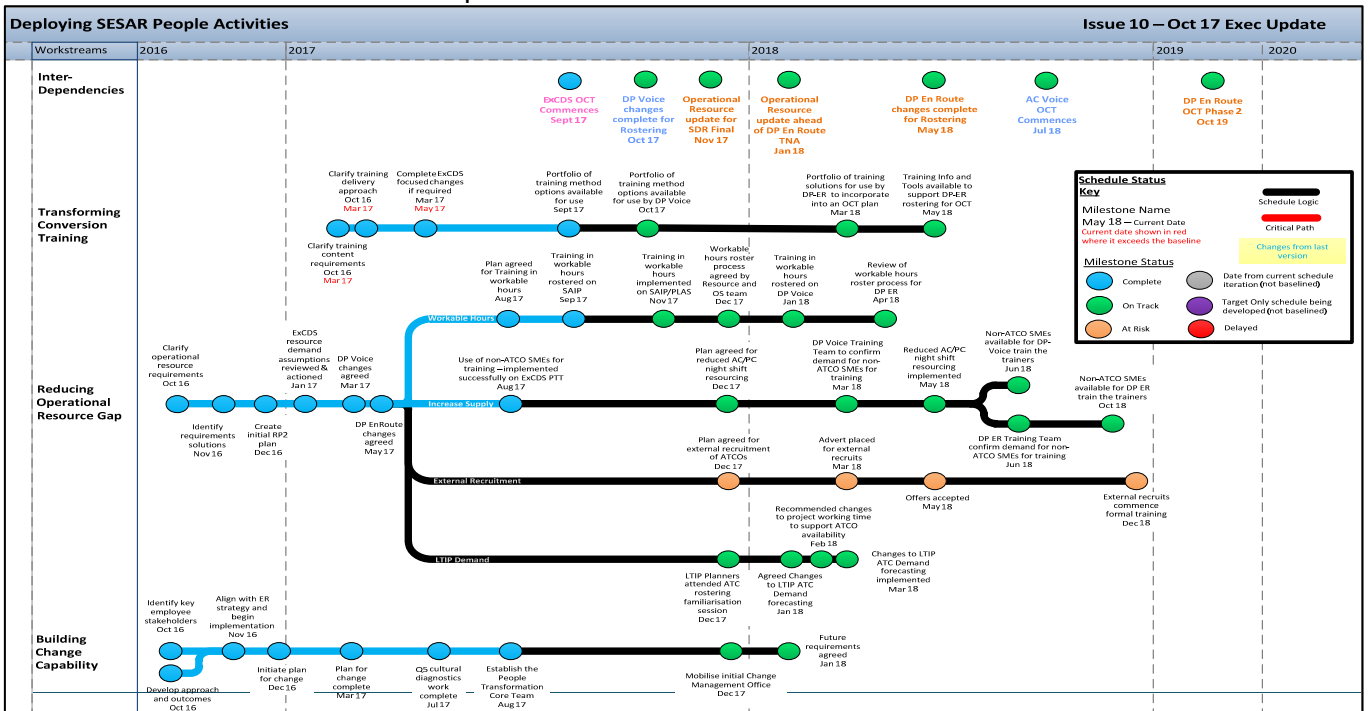 Deploying SESAR People Activities
Issue 10 – Oct 17 Exec Update
Workstreams
2016
2017
2018
2019
2020
Inter-
Dependencies
ExCDS OCT
Commences
Sept 17
DP Voice
changes
complete for
Rostering
Oct 17
Operational
Resource
update for
SDR Final
Nov 17
Operational
Resource
update ahead
of DP En Route
TNA
Jan 18
DP En Route
changes complete
for Rostering
May 18
AC Voice
OCT
Commences
Jul 18
DP En Route
OCT Phase 2
Oct 19
Transforming
Conversion
Training
Clarify training
delivery
approach
Oct 16
Mar 17
Complete ExCDS
focused changes
if required
Mar 17
May 17
Portfolio of
training method
options available
for use
Sept 17
Portfolio of
training method
options available
for use by DP Voice
Oct 17
Portfolio of training
solutions for use by
DP-ER to incorporate
into an OCT plan
Mar 18
Training Info and
Tools available to
support DP-ER
rostering for OCT
May 18
Clarify training
content
requirements
Oct 16
Mar 17
Schedule Status
Key
Milestone Name
May 18 – Current Date
Current date shown in red
where it exceeds the baseline
Schedule Logic
Critical Path
Changes from last
version
Milestone Status
Complete
On Track
At Risk
Date from current schedule
iteration (not baselined)
Target Only schedule being
developed (not baselined)
Delayed
Plan agreed
for Training in
workable
hours
Aug 17
Training in
workable
hours
rostered on
SAIP
Sep 17
Training in
workable
hours
implemented
on SAIP/PLAS
Nov 17
Workable
hours roster
process
agreed by
Resource and
OS team
Dec 17
Training in
workable
hours
rostered on
DP Voice
Jan 18
Review of
workable hours
roster process for
DP ER
Apr 18
Workable Hours
Reducing
Operational
Resource Gap
Clarify
operational
resource
requirements
Oct 16
ExCDS
resource
demand
assumptions
reviewed &
actioned
Jan 17
DP Voice
changes
agreed
Mar 17
Use of non-ATCO SMEs for
training – implemented
successfully on ExCDS PTT
Aug 17
Plan agreed for
reduced AC/PC
night shift
resourcing
Dec 17
DP Voice Training
Team to confirm
demand for non-
ATCO SMEs for
training
Mar 18
Reduced AC/PC
night shift
resourcing
implemented
May 18
Non-ATCO SMEs
available for DP-
Voice train the
trainers
Jun 18
Non-ATCO SMEs
available for DP ER
train the trainers
Oct 18
Increase Supply
Identify
requirements
solutions
Nov 16
Create
initial RP2
plan
Dec 16
DP EnRoute
changes
agreed
May 17
DP ER Training Team
confirm demand for non-
ATCO SMEs for training
Jun 18
Plan agreed for
external recruitment
of ATCOs
Dec 17
Advert placed
for external
recruits
Mar 18
External Recruitment
Offers accepted
May 18
External recruits
commence
formal training
Dec 18
Recommended changes
to project working time
to support ATCO
availability
Feb 18
LTIP Demand
LTIP Planners
attended ATC
rostering
familiarisation
session
Dec 17
Agreed Changes
to LTIP ATC
Demand
forecasting
Jan 18
Changes to LTIP
ATC Demand
forecasting
implemented
Mar 18
Building
Change
Capability
Identify key
employee
stakeholders
Oct 16
Align with ER
strategy and
begin
implementation
Nov 16
Develop approach
and outcomes
Oct 16
Initiate plan
for change
Dec 16
Plan for
change
complete
Mar 17
Q5 cultural
diagnostics
work
complete
Jul 17
Establish the
People
Transformation
Core Team
Aug 17
Mobilise initial Change
Management Office
Dec 17
Future
requirements
agreed
Jan 18